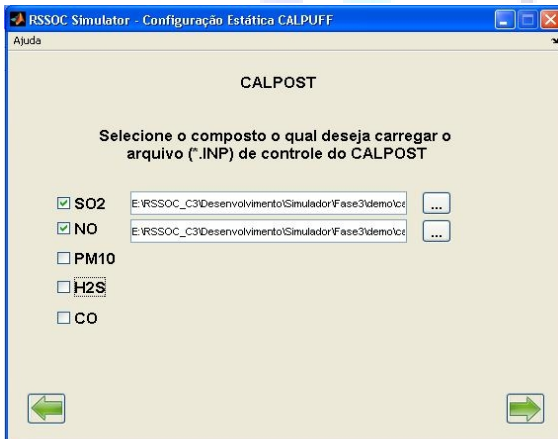 RSSOC Simulator - Configuração Estática CALPUFF
Ajuda
CALPOST
Selecione o composto o qual deseja carregar o
arquivo (*.INP) de controle do CALPOST
SO2 E:\RSSOC_C3\Desenvolvimento\Simulador\Fase3\demo\ca ...
NO E:\RSSOC_C3\Desenvolvimento\Simulador\Fase3\demo\ca ...
PM10
H2S
CO